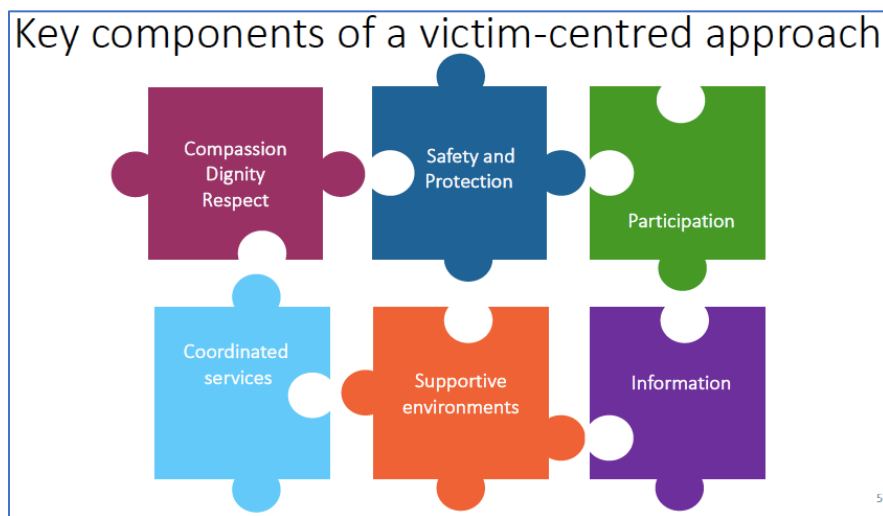 Key components of a victim-centred approach
Compassion
Dignity
Respect
Safety and
Protection
Participation
Coordinated
services
Supportive
environments
Information
5